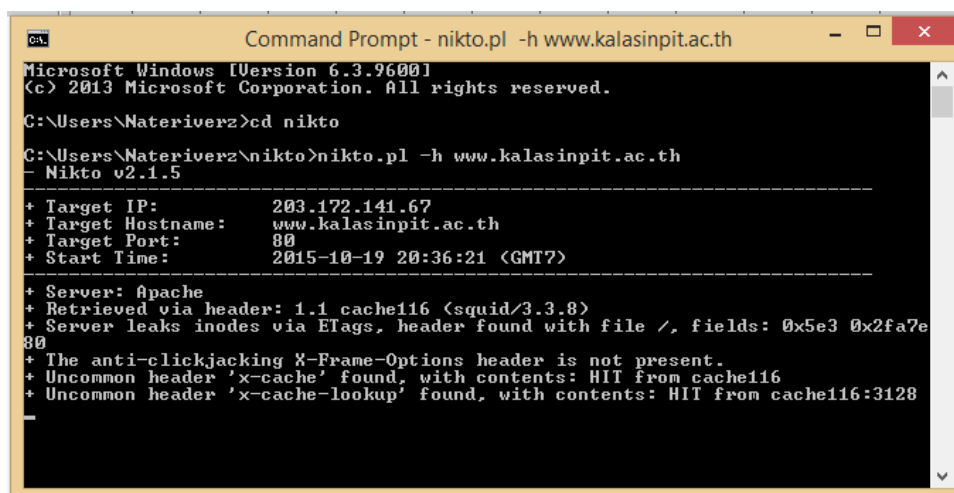 Command Prompt - nikto.pl -h www.kalasinpit.ac.th
Microsoft Windows [Version 6.3.9600]
(c) 2013 Microsoft Corporation. All rights reserved.
C:\Users\Nateriverz>cd nikto
C:\Users\Nateriverz\nikto>nikto.pl -h www.kalasinpit.ac.th
- Nikto v2.1.5
---------------------------------------------------------------------------
+ Target IP: 203.172.141.67
+ Target Hostname: www.kalasinpit.ac.th
+ Target Port: 80
+ Start Time: 2015-10-19 20:36:21 (GMT7)
---------------------------------------------------------------------------
+ Server: Apache
+ Retrieved via header: 1.1 cache116 (squid/3.3.8)
+ Server leaks inodes via ETags, header found with file /, fields: 0x5e3 0x2fa7e
80
+ The anti-clickjacking X-Frame-Options header is not present.
+ Uncommon header 'x-cache' found, with contents: HIT from cache116
+ Uncommon header 'x-cache-lookup' found, with contents: HIT from cache116:3128